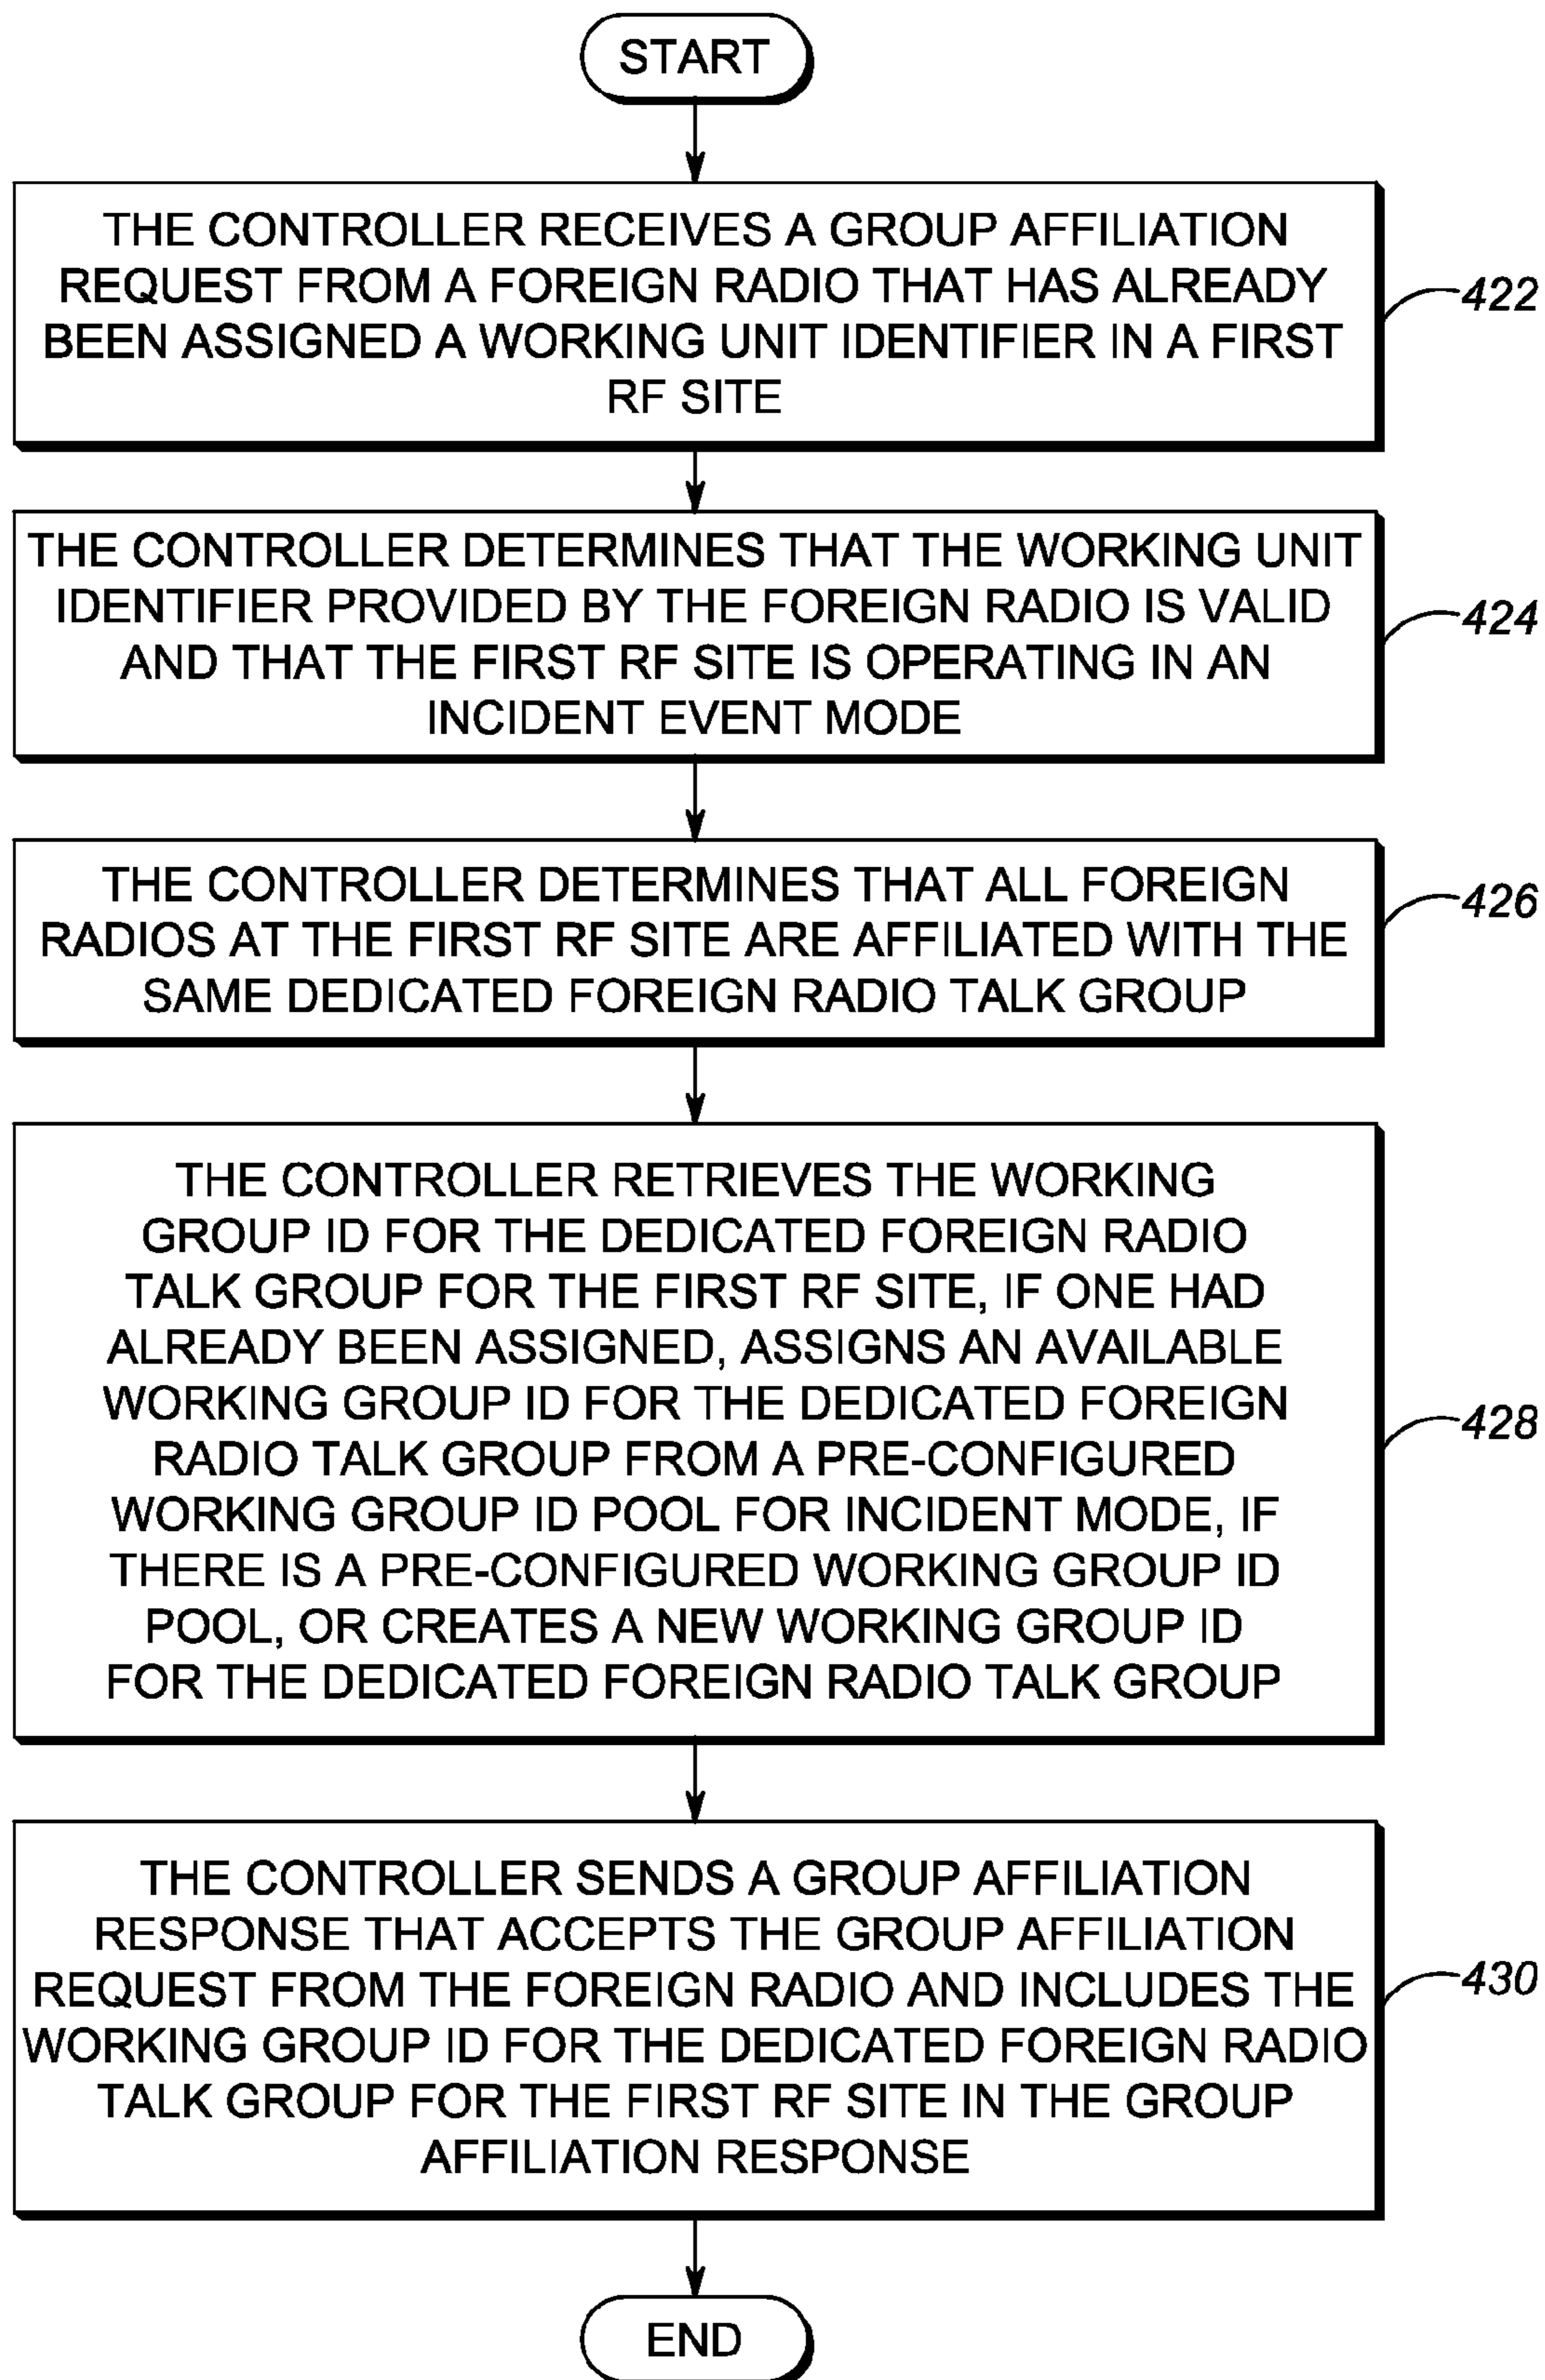 START
THE CONTROLLER RECEIVES A GROUP AFFILIATION
REQUEST FROM A FOREIGN RADIO THAT HAS ALREADY
BEEN ASSIGNED A WORKING UNIT IDENTIFIER IN A FIRST
RF SITE
422
THE CONTROLLER DETERMINES THAT THE WORKING UNIT
IDENTIFIER PROVIDED BY THE FOREIGN RADIO IS VALID
AND THAT THE FIRST RF SITE IS OPERATING IN AN
INCIDENT EVENT MODE
424
THE CONTROLLER DETERMINES THAT ALL FOREIGN
RADIOS AT THE FIRST RF SITE ARE AFFILIATED WITH THE
SAME DEDICATED FOREIGN RADIO TALK GROUP
426
THE CONTROLLER RETRIEVES THE WORKING
GROUP ID FOR THE DEDICATED FOREIGN RADIO
TALK GROUP FOR THE FIRST RF SITE, IF ONE HAD
ALREADY BEEN ASSIGNED, ASSIGNS AN AVAILABLE
WORKING GROUP ID FOR THE DEDICATED FOREIGN
RADIO TALK GROUP FROM A PRE-CONFIGURED
WORKING GROUP ID POOL FOR INCIDENT MODE, IF
THERE IS A PRE-CONFIGURED WORKING GROUP ID
POOL, OR CREATES A NEW WORKING GROUP ID
FOR THE DEDICATED FOREIGN RADIO TALK GROUP
428
THE CONTROLLER SENDS A GROUP AFFILIATION
RESPONSE THAT ACCEPTS THE GROUP AFFILIATION
REQUEST FROM THE FOREIGN RADIO AND INCLUDES THE
WORKING GROUP ID FOR THE DEDICATED FOREIGN RADIO
TALK GROUP FOR THE FIRST RF SITE IN THE GROUP
AFFILIATION RESPONSE
430
END